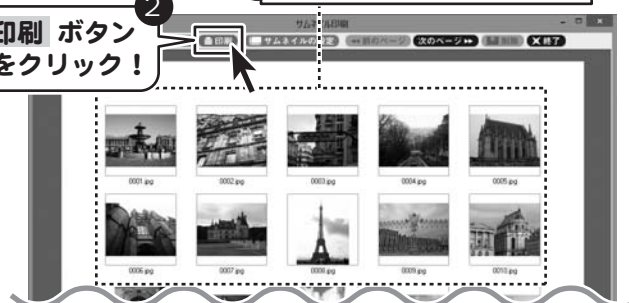 2
印刷 ボタン
をクリック!
サムネイル印刷
印刷 サムネイルの設定 前のページ 次のページ 削除 終了
0001.jpg 0002.jpg 0003.jpg 0004.jpg 0005.jpg
0006.jpg 0007.jpg 0008.jpg 0009.jpg 0010.jpg